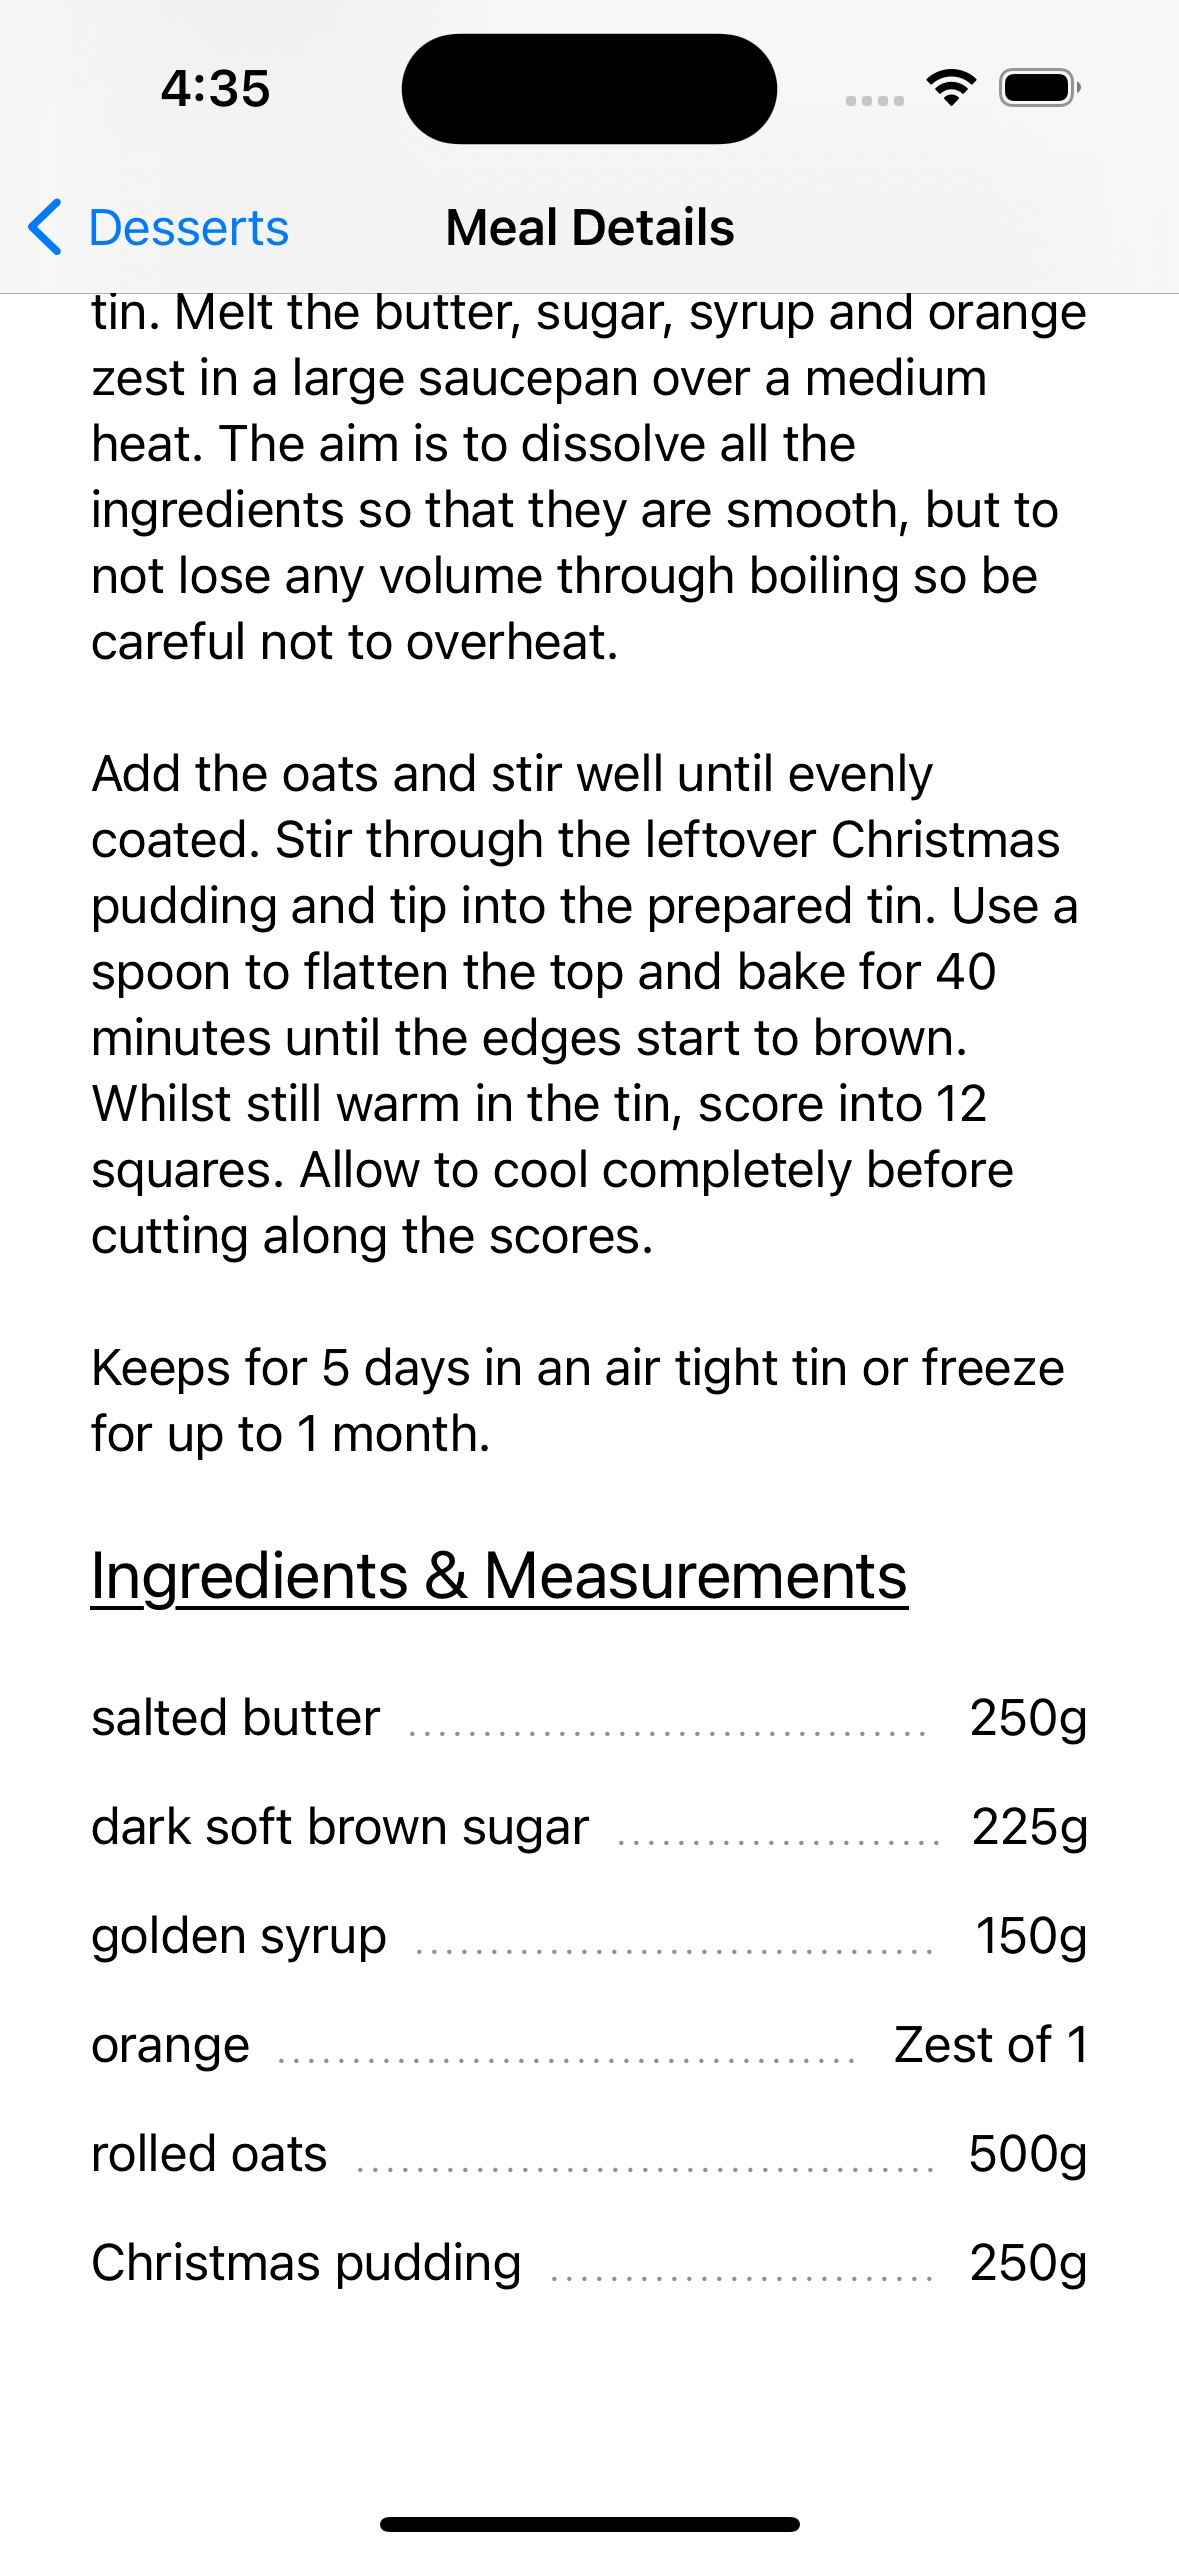 4:35
Desserts
Meal Details
tin. Melt the butter, sugar, syrup and orange
zest in a large saucepan over a medium
heat. The aim is to dissolve all the
ingredients so that they are smooth, but to
not lose any volume through boiling so be
careful not to overheat.
Add the oats and stir well until evenly
coated. Stir through the leftover Christmas
pudding and tip into the prepared tin. Use a
spoon to flatten the top and bake for 40
minutes until the edges start to brown.
Whilst still warm in the tin, score into 12
squares. Allow to cool completely before
cutting along the scores.
Keeps for 5 days in an air tight tin or freeze
for up to 1 month.
Ingredients & Measurements
salted butter ................................... 250g
dark soft brown sugar ...................... 225g
golden syrup ................................... 150g
orange ....................................... Zest of 1
rolled oats ....................................... 500g
Christmas pudding .......................... 250g